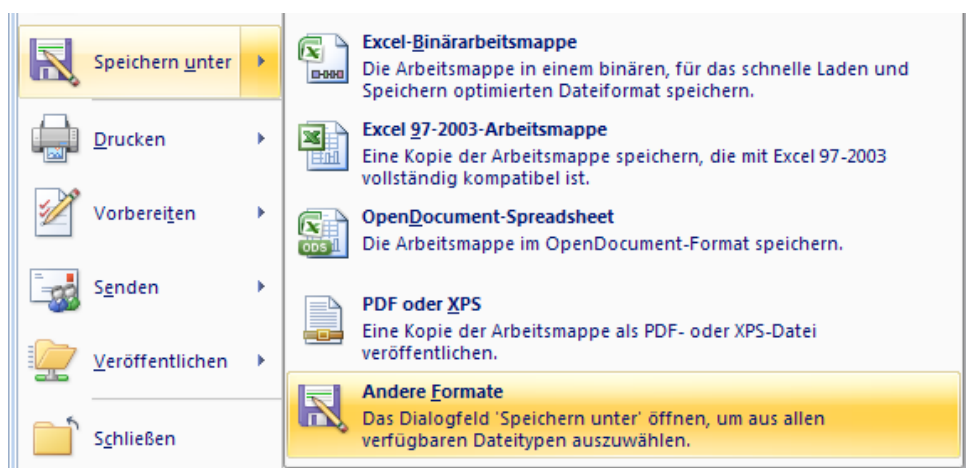 Speichern unter
Drucken
Vorbereiten
Senden
Veröffentlichen
Schließen
Excel-Binärarbeitsmappe
Die Arbeitsmappe in einem binären, für das schnelle Laden und
Speichern optimierten Dateiformat speichern.
Excel 97-2003-Arbeitsmappe
Eine Kopie der Arbeitsmappe speichern, die mit Excel 97-2003
vollständig kompatibel ist.
OpenDocument-Spreadsheet
Die Arbeitsmappe im OpenDocument-Format speichern.
ODS
PDF oder XPS
Eine Kopie der Arbeitsmappe als PDF- oder XPS-Datei
veröffentlichen.
Andere Formate
Das Dialogfeld 'Speichern unter' öffnen, um aus allen
verfügbaren Dateitypen auszuwählen.